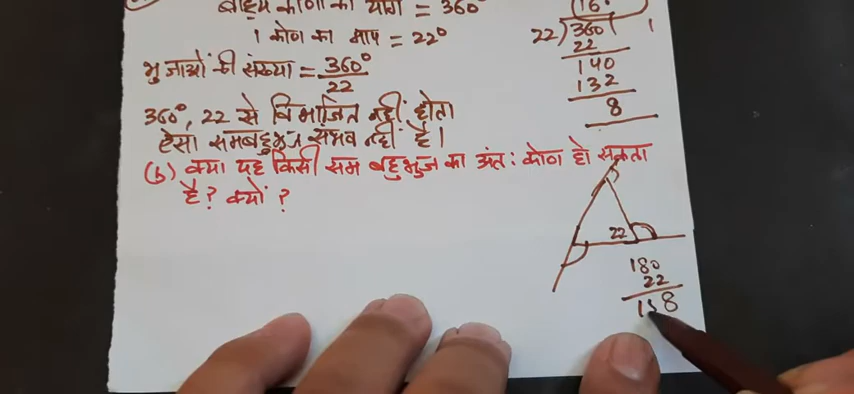 बाह्य कोणों का योग = 360°
1 कोण का माप = 22°
भुजाओं की संख्या = 360°/22
360°, 22 से विभाजित नहीं होता
ऐसा समबहुभुज संभव नहीं है।
(b) क्या यह किसी सम बहुभुज का अंत: कोण हो सकता
है? क्यों?
16
22) 360 (
22
140
132
8
22
180
22
158